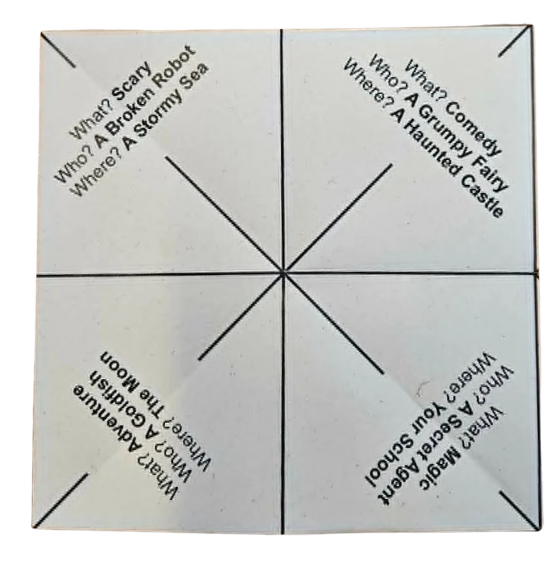 What? Scary
Who? A Broken Robot
Where? A Stormy Sea
What? Comedy
Who? A Grumpy Fairy
Where? A Haunted Castle
What? Adventure
Who? A Goldfish
Where? The Moon
What? Magic
Who? A Secret Agent
Where? Your School